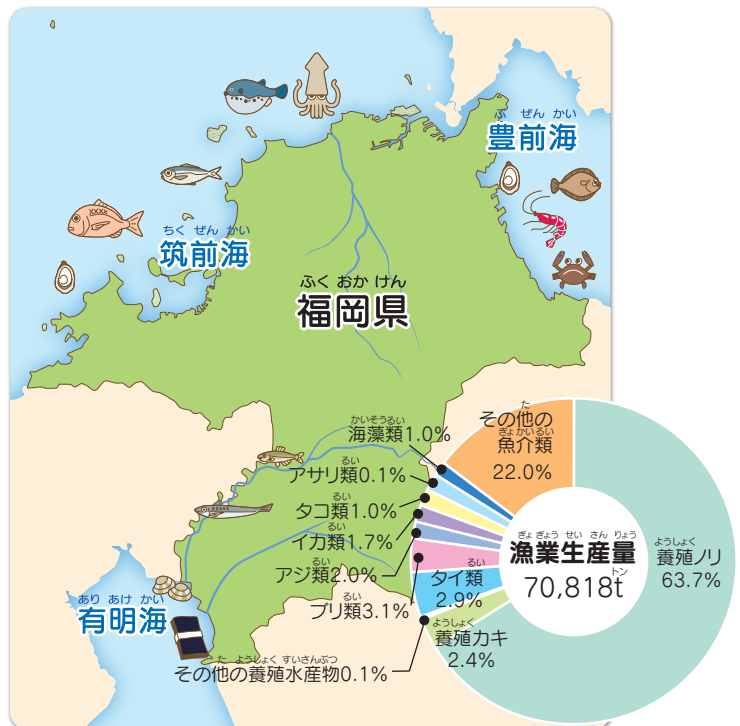 ふ ぜん かい
豊前海
ちく ぜん かい
筑前海
ふく おか けん
福岡県
かいそうるい
海藻類1.0%
た
その他の
ぎょかいるい
魚介類
22.0%
るい
アサリ類0.1%
るい
タコ類1.0%
るい
イカ類1.7%
るい
アジ類2.0%
るい
ブリ類3.1%
るい
タイ類
2.9%
ぎょ ぎょう せい さん りょう
漁業生産量
トン
70,818t
ようしょく
養殖ノリ
63.7%
ようしょく
養殖カキ
2.4%
あり あけ かい
有明海
た ようしょく すいさんぶつ
その他の養殖水産物0.1%